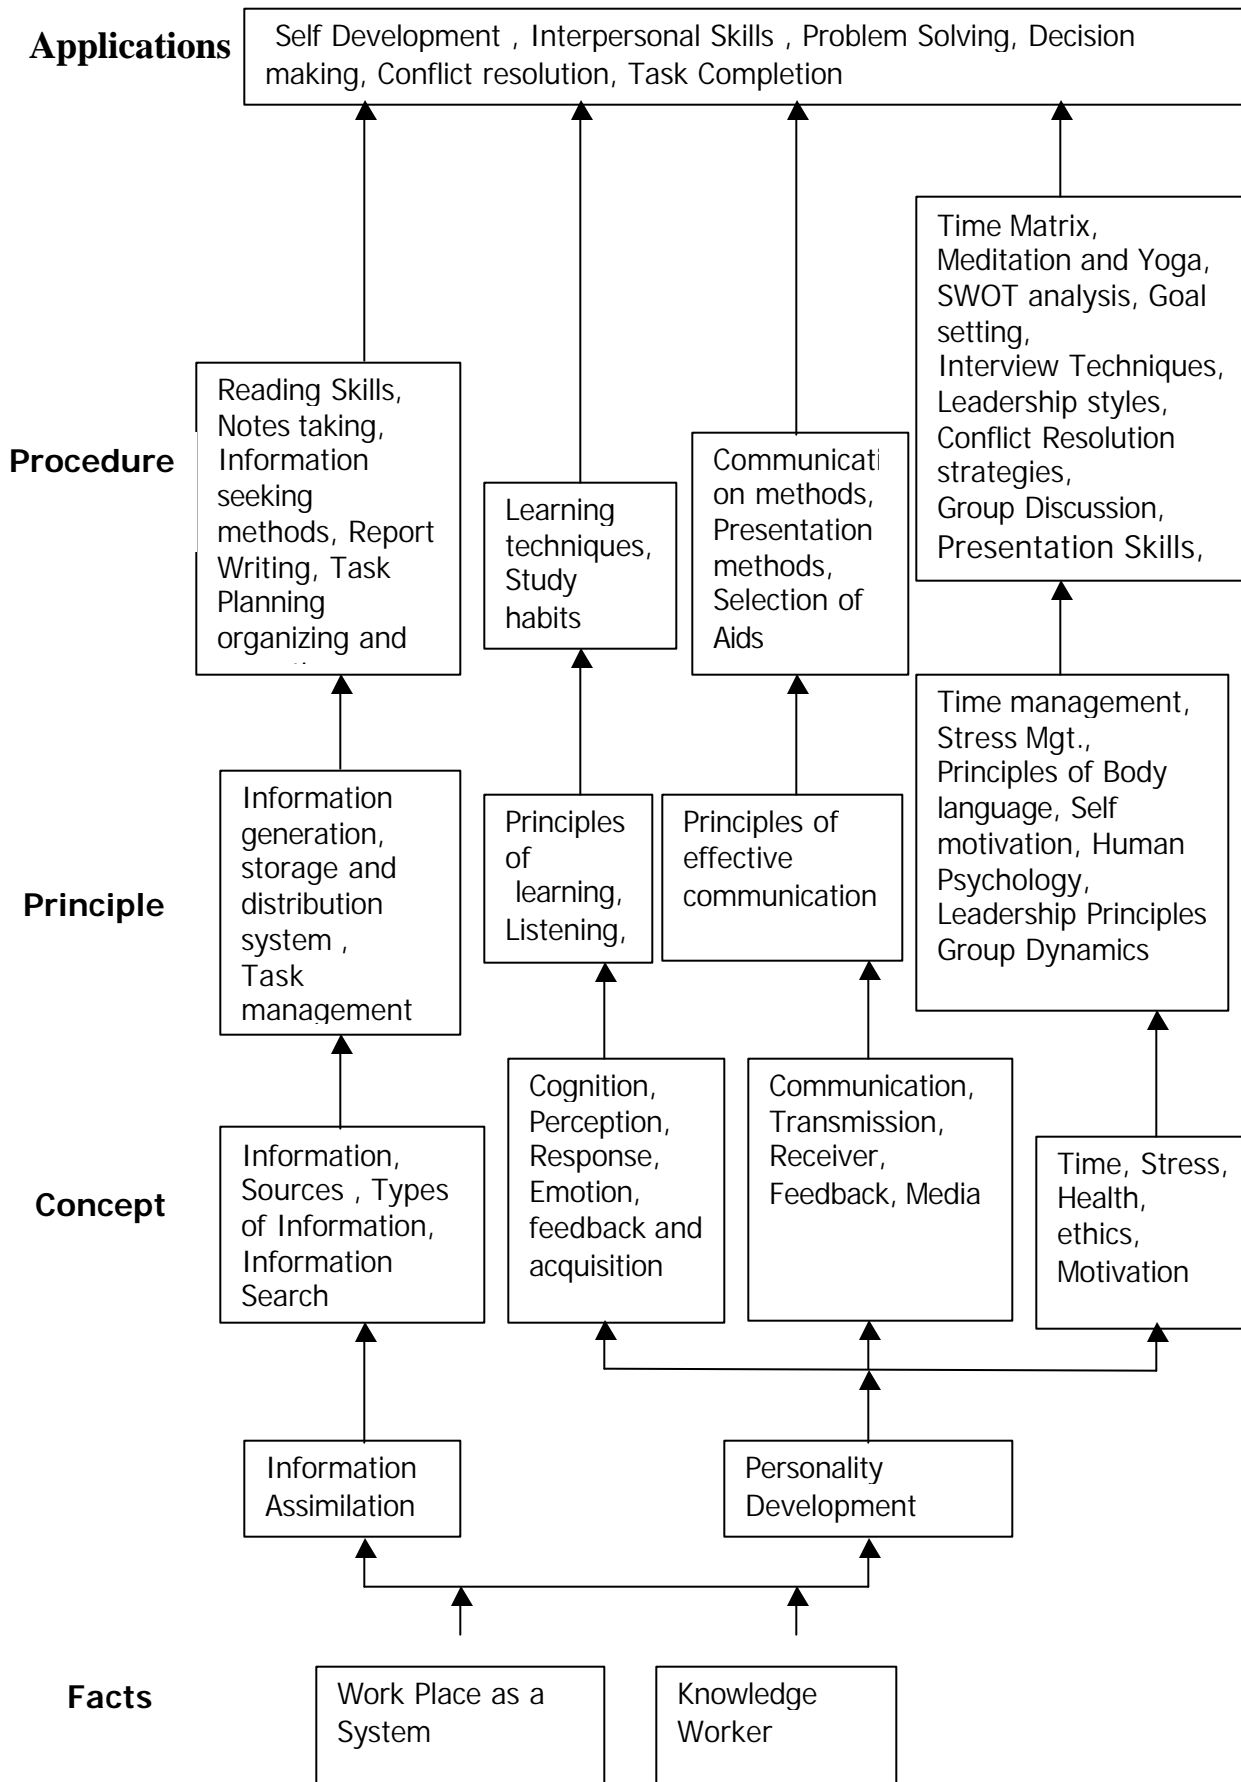 Applications
Self Development , Interpersonal Skills , Problem Solving, Decision
making, Conflict resolution, Task Completion
Procedure
Reading Skills,
Notes taking,
Information
seeking
methods, Report
Writing, Task
Planning
organizing and
Learning
techniques,
Study
habits
Communicati
on methods,
Presentation
methods,
Selection of
Aids
Time Matrix,
Meditation and Yoga,
SWOT analysis, Goal
setting,
Interview Techniques,
Leadership styles,
Conflict Resolution
strategies,
Group Discussion,
Presentation Skills,
Principle
Information
generation,
storage and
distribution
system ,
Task
management
Principles
of
learning,
Listening,
Principles of
effective
communication
Time management,
Stress Mgt.,
Principles of Body
language, Self
motivation, Human
Psychology,
Leadership Principles
Group Dynamics
Concept
Information,
Sources , Types
of Information,
Information
Search
Cognition,
Perception,
Response,
Emotion,
feedback and
acquisition
Communication,
Transmission,
Receiver,
Feedback, Media
Time, Stress,
Health,
ethics,
Motivation
Information
Assimilation
Personality
Development
Facts
Work Place as a
System
Knowledge
Worker